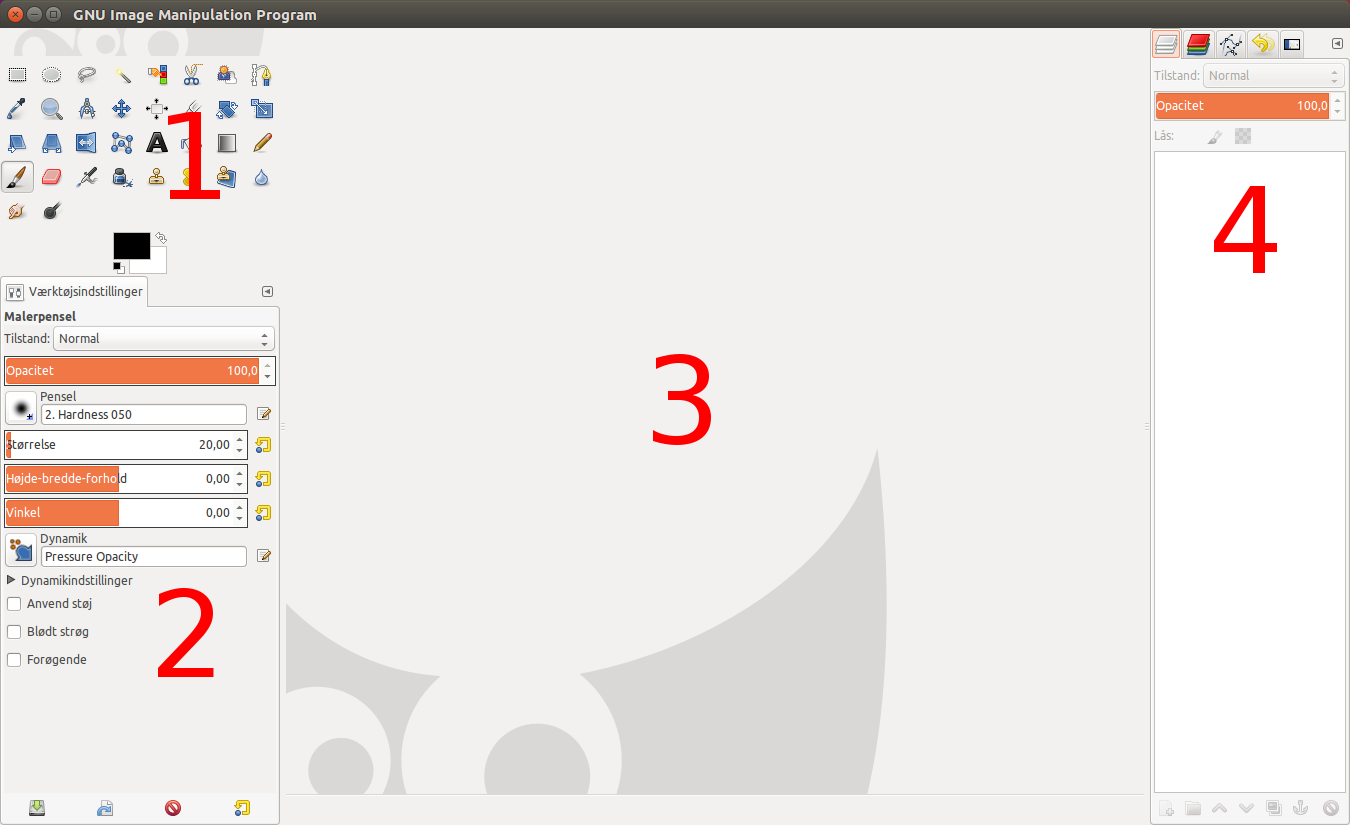 GNU Image Manipulation Program
1
Værktøjsindstillinger
Malerpensel
Tilstand: Normal
Opacitet 100,0
Pensel
2. Hardness 050
Størrelse 20,00
Højde-bredde-forhold 0,00
Vinkel 0,00
Dynamik
Pressure Opacity
Dynamikindstillinger
Anvend støj
Blødt strøg
Forøgende
2
3
Tilstand: Normal
Opacitet 100,0
Lås:
4